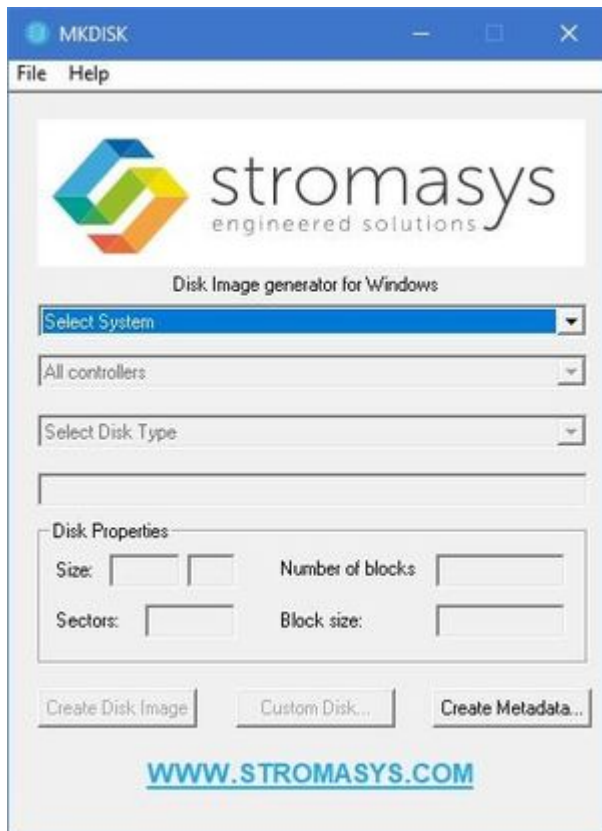 MKDISK
File Help
stromasys
engineered solutions
Disk Image generator for Windows
Select System
All controllers
Select Disk Type
Disk Properties
Size: Number of blocks
Sectors: Block size:
Create Disk Image Custom Disk... Create Metadata...
WWW.STROMASYS.COM